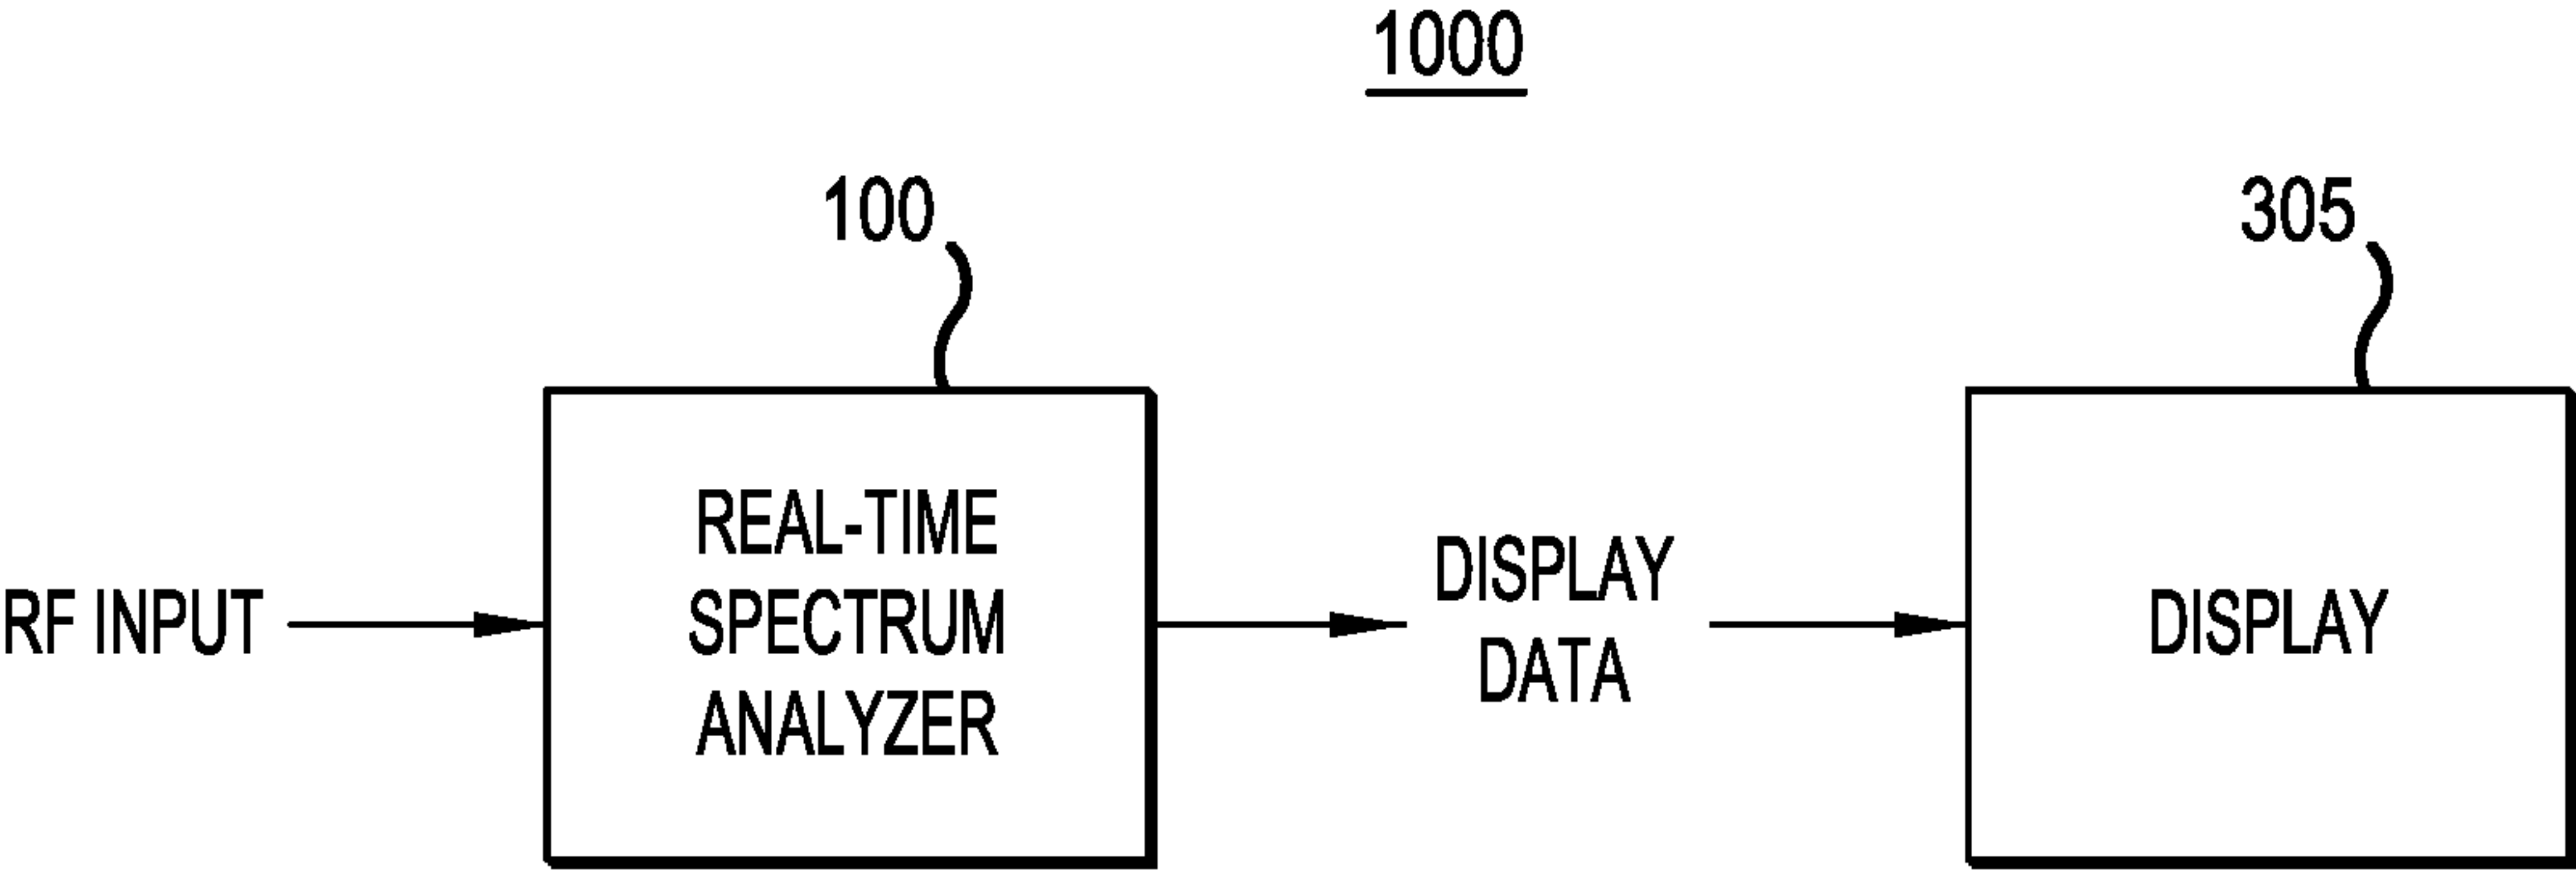 1000
100
305
RF INPUT
REAL-TIME
SPECTRUM
ANALYZER
DISPLAY
DATA
DISPLAY